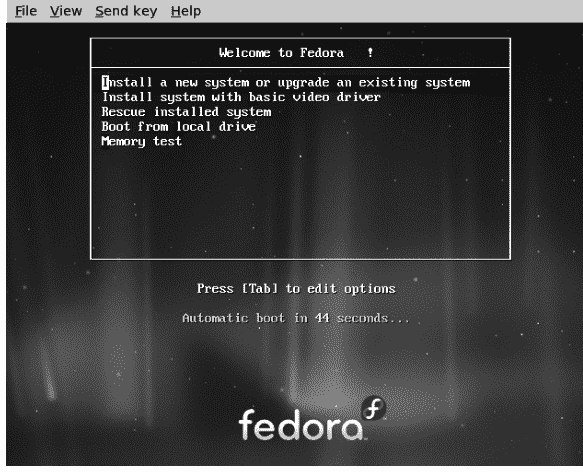 File View Send key Help
Welcome to Fedora !
Install a new system or upgrade an existing system
Install system with basic video driver
Rescue installed system
Boot from local drive
Memory test
Press [Tab] to edit options
Automatic boot in 44 seconds...
fedora